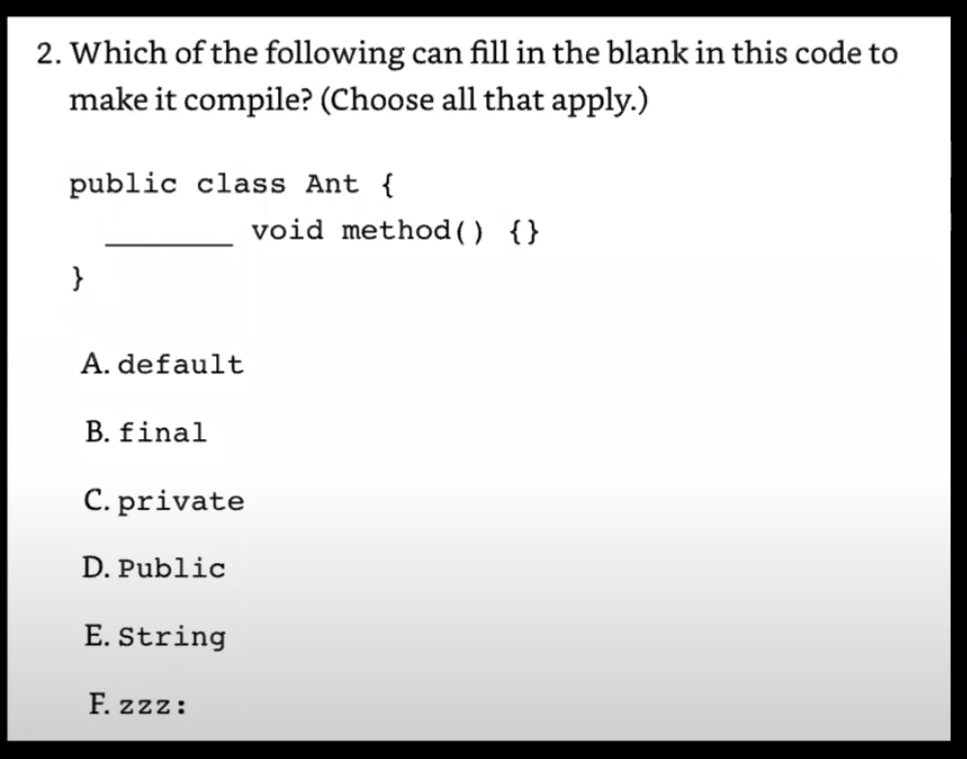 2. Which of the following can fill in the blank in this code to
make it compile? (Choose all that apply.)
public class Ant {
_______ void method() {}
}
A. default
B. final
C. private
D. Public
E. String
F. zzz: